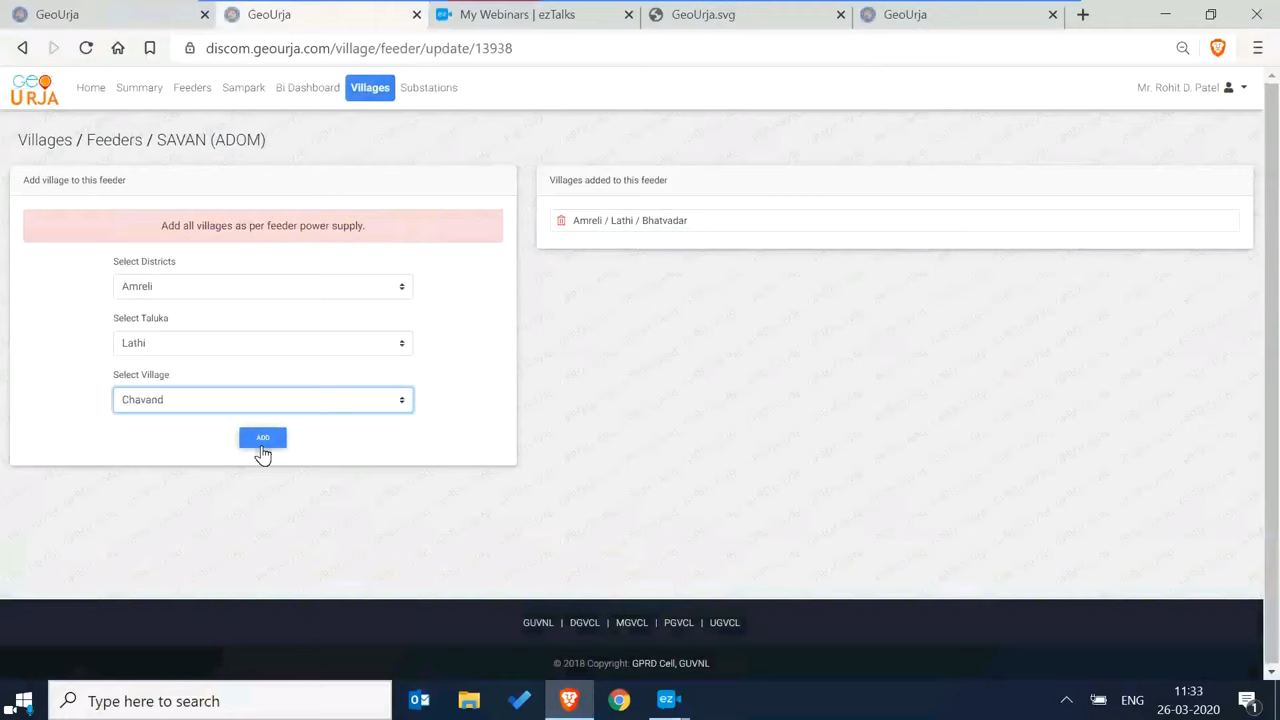 GeoUrja
GeoUrja
My Webinars | ezTalks
GeoUrja.svg
GeoUrja
discom.geourja.com/village/feeder/update/13938
GEO URJA
Home
Summary
Feeders
Sampark
Bi Dashboard
Villages
Substations
Mr. Rohit D. Patel
Villages / Feeders / SAVAN (ADOM)
Add village to this feeder
Add all villages as per feeder power supply.
Select Districts
Amreli
Select Taluka
Lathi
Select Village
Chavand
ADD
Villages added to this feeder
Amreli / Lathi / Bhatvadar
GUVNL | DGVCL | MGVCL | PGVCL | UGVCL
© 2018 Copyright: GPRD Cell, GUVNL
Type here to search
ez
ENG
11:33
26-03-2020
1